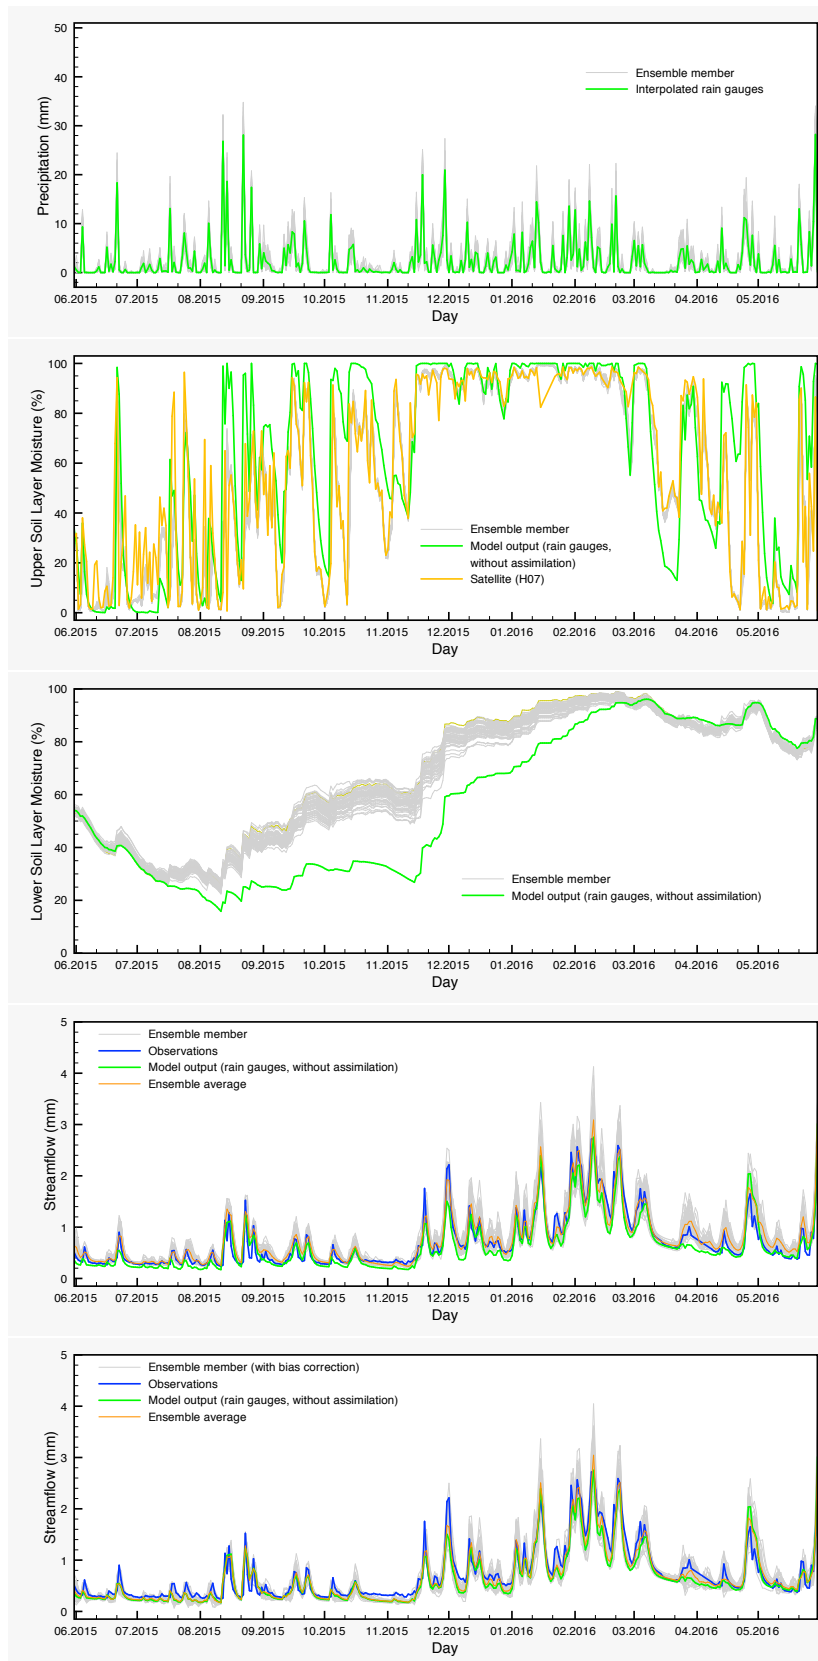 50
40
30
20
10
0
Precipitation (mm)
Ensemble member
Interpolated rain gauges
06.2015 07.2015 08.2015 09.2015 10.2015 11.2015 12.2015 01.2016 02.2016 03.2016 04.2016 05.2016
Day
100
80
60
40
20
0
Upper Soil Layer Moisture (%)
Ensemble member
Model output (rain gauges,
without assimilation)
Satellite (H07)
06.2015 07.2015 08.2015 09.2015 10.2015 11.2015 12.2015 01.2016 02.2016 03.2016 04.2016 05.2016
Day
100
80
60
40
20
0
Lower Soil Layer Moisture (%)
Ensemble member
Model output (rain gauges, without assimilation)
06.2015 07.2015 08.2015 09.2015 10.2015 11.2015 12.2015 01.2016 02.2016 03.2016 04.2016 05.2016
Day
5
4
3
2
1
0
Streamflow (mm)
Ensemble member
Observations
Model output (rain gauges, without assimilation)
Ensemble average
06.2015 07.2015 08.2015 09.2015 10.2015 11.2015 12.2015 01.2016 02.2016 03.2016 04.2016 05.2016
Day
5
4
3
2
1
0
Streamflow (mm)
Ensemble member (with bias correction)
Observations
Model output (rain gauges, without assimilation)
Ensemble average
06.2015 07.2015 08.2015 09.2015 10.2015 11.2015 12.2015 01.2016 02.2016 03.2016 04.2016 05.2016
Day